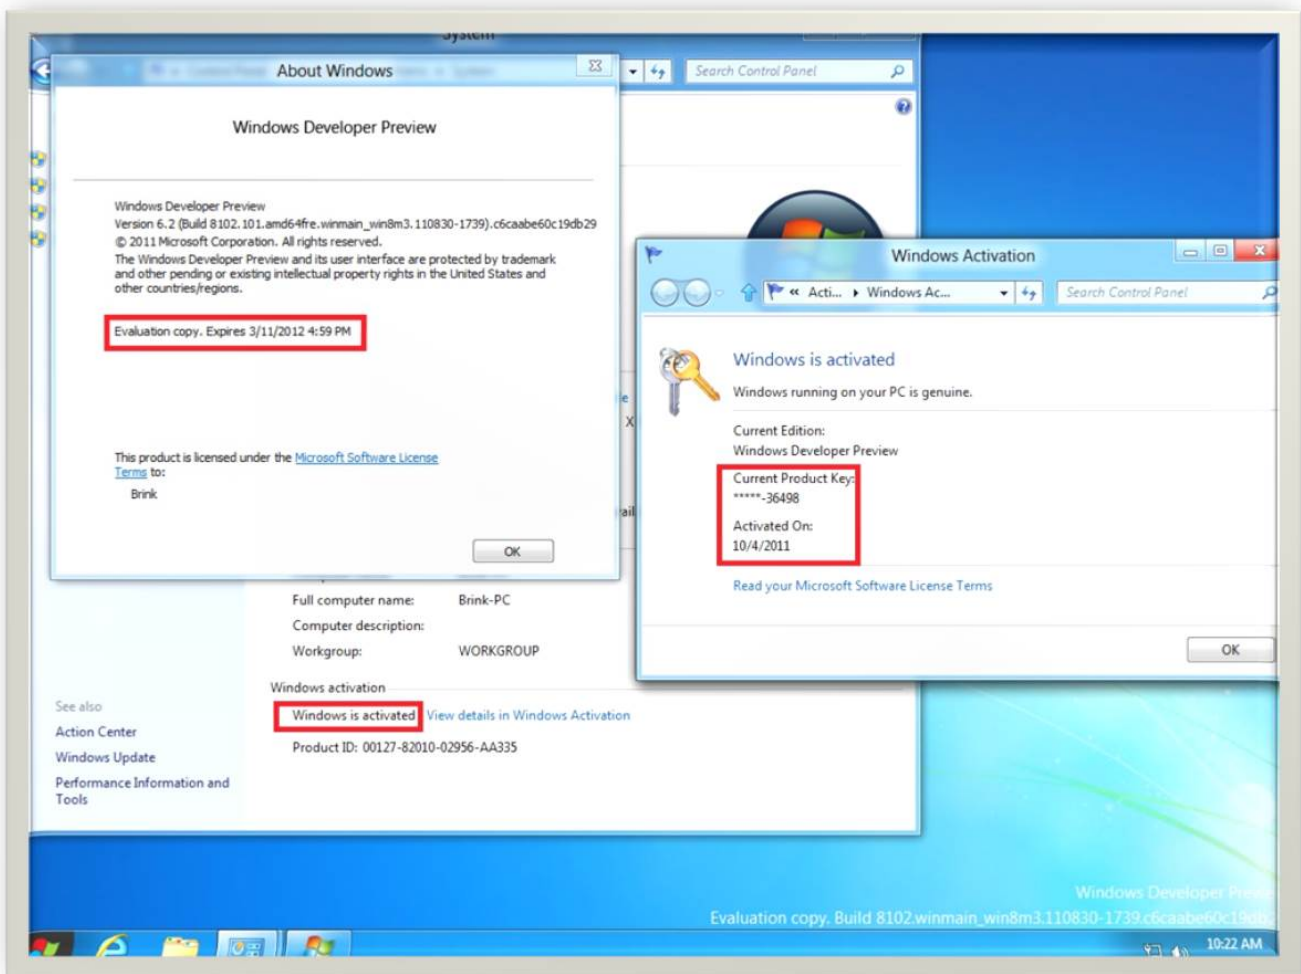 System
About Windows
Search Control Panel
Windows Developer Preview
Windows Developer Preview
Version 6.2 (Build 8102.101.amd64fre.winmain_win8m3.110830-1739).c6caabe60c19db29
© 2011 Microsoft Corporation. All rights reserved.
The Windows Developer Preview and its user interface are protected by trademark
and other pending or existing intellectual property rights in the United States and
other countries/regions.
Evaluation copy. Expires 3/11/2012 4:59 PM
This product is licensed under the Microsoft Software License
Terms to:
Brink
OK
Windows Activation
« Acti... Windows Ac...
Search Control Panel
Windows is activated
Windows running on your PC is genuine.
Current Edition:
Windows Developer Preview
Current Product Key:
*****-36498
Activated On:
10/4/2011
Read your Microsoft Software License Terms
OK
Full computer name: Brink-PC
Computer description:
Workgroup: WORKGROUP
Windows activation
Windows is activated View details in Windows Activation
Product ID: 00127-82010-02956-AA335
See also
Action Center
Windows Update
Performance Information and
Tools
Windows Developer
Evaluation copy. Build 8102.winmain_win8m3.110830-1739.c6caabe60c19db
10:22 AM